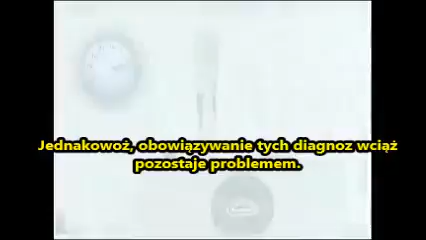 Jednakowoż, obowiązywanie tych diagnoz wciąż
pozostaje problemem.